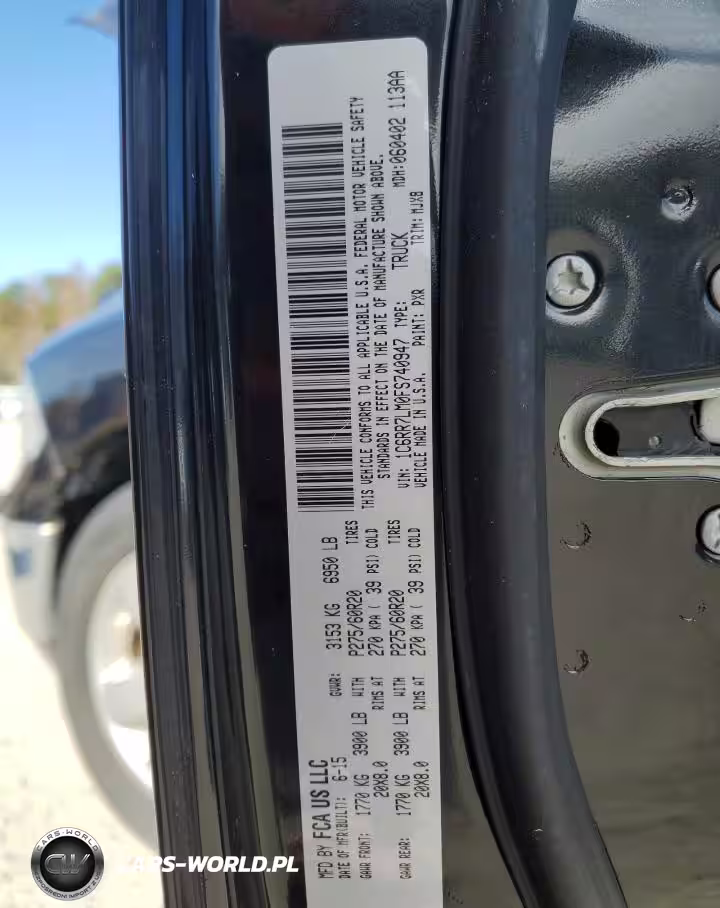 MFD BY FCA US LLC
DATE OF MFR(BUILT): 6-15 GVWR: 3153 KG 6950 LB
GAWR FRONT: 1770 KG 3900 LB WITH P275/60R20 TIRES
20X8.0 RIMS AT 270 KPA ( 39 PSI) COLD
GAWR REAR: 1770 KG 3900 LB WITH P275/60R20 TIRES
20X8.0 RIMS AT 270 KPA ( 39 PSI) COLD
THIS VEHICLE CONFORMS TO ALL APPLICABLE U.S.A. FEDERAL MOTOR VEHICLE SAFETY
STANDARDS IN EFFECT ON THE DATE OF MANUFACTURE SHOWN ABOVE.
VIN: 1C6RR7LM0FS740947 TYPE: TRUCK MDH:060402 113AA
VEHICLE MADE IN U.S.A. PAINT: PXR TRIM: MJX8
CARS-WORLD
CW
CARS-WORLD.PL